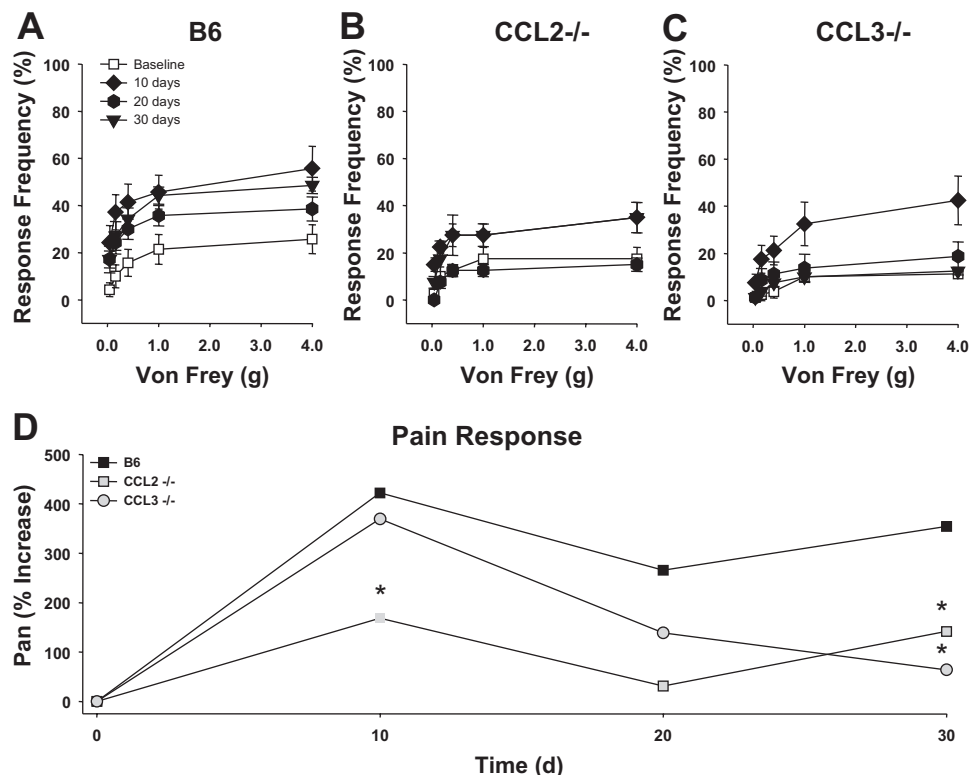 A
B6
Response Frequency (%)
100
80
60
40
20
0
Baseline
10 days
20 days
30 days
0.0
1.0
2.0
3.0
4.0
Von Frey (g)
B
CCL2-/-
Response Frequency (%)
100
80
60
40
20
0
0.0
1.0
2.0
3.0
4.0
Von Frey (g)
C
CCL3-/-
Response Frequency (%)
100
80
60
40
20
0
0.0
1.0
2.0
3.0
4.0
Von Frey (g)
D
Pain Response
Pan (% Increase)
500
400
300
200
100
0
B6
CCL2 -/-
CCL3 -/-
*
*
*
0
10
20
30
Time (d)